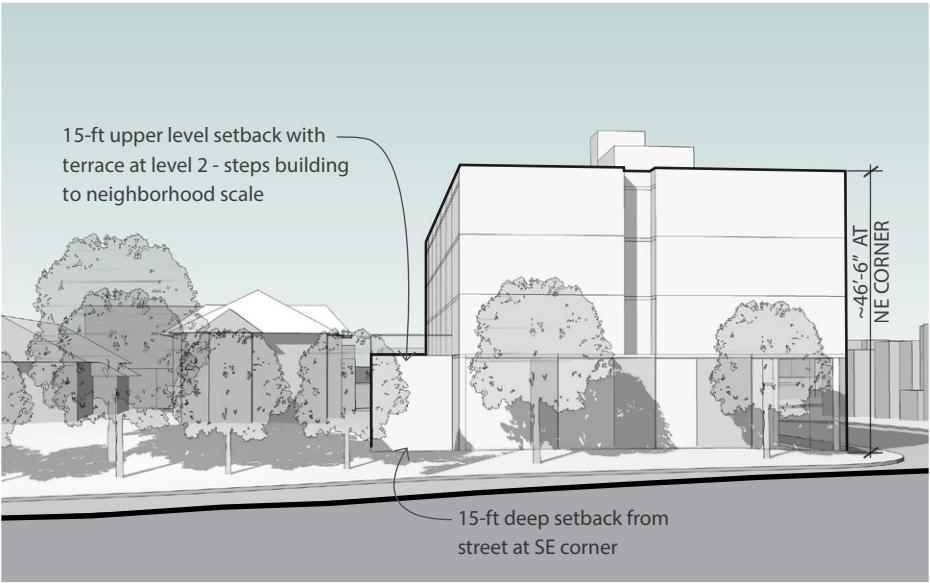 15-ft upper level setback with
terrace at level 2 - steps building
to neighborhood scale
~46'-6" AT
NE CORNER
15-ft deep setback from
street at SE corner